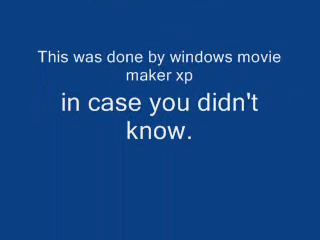 This was done by windows movie
maker xp
in case you didn't
know.